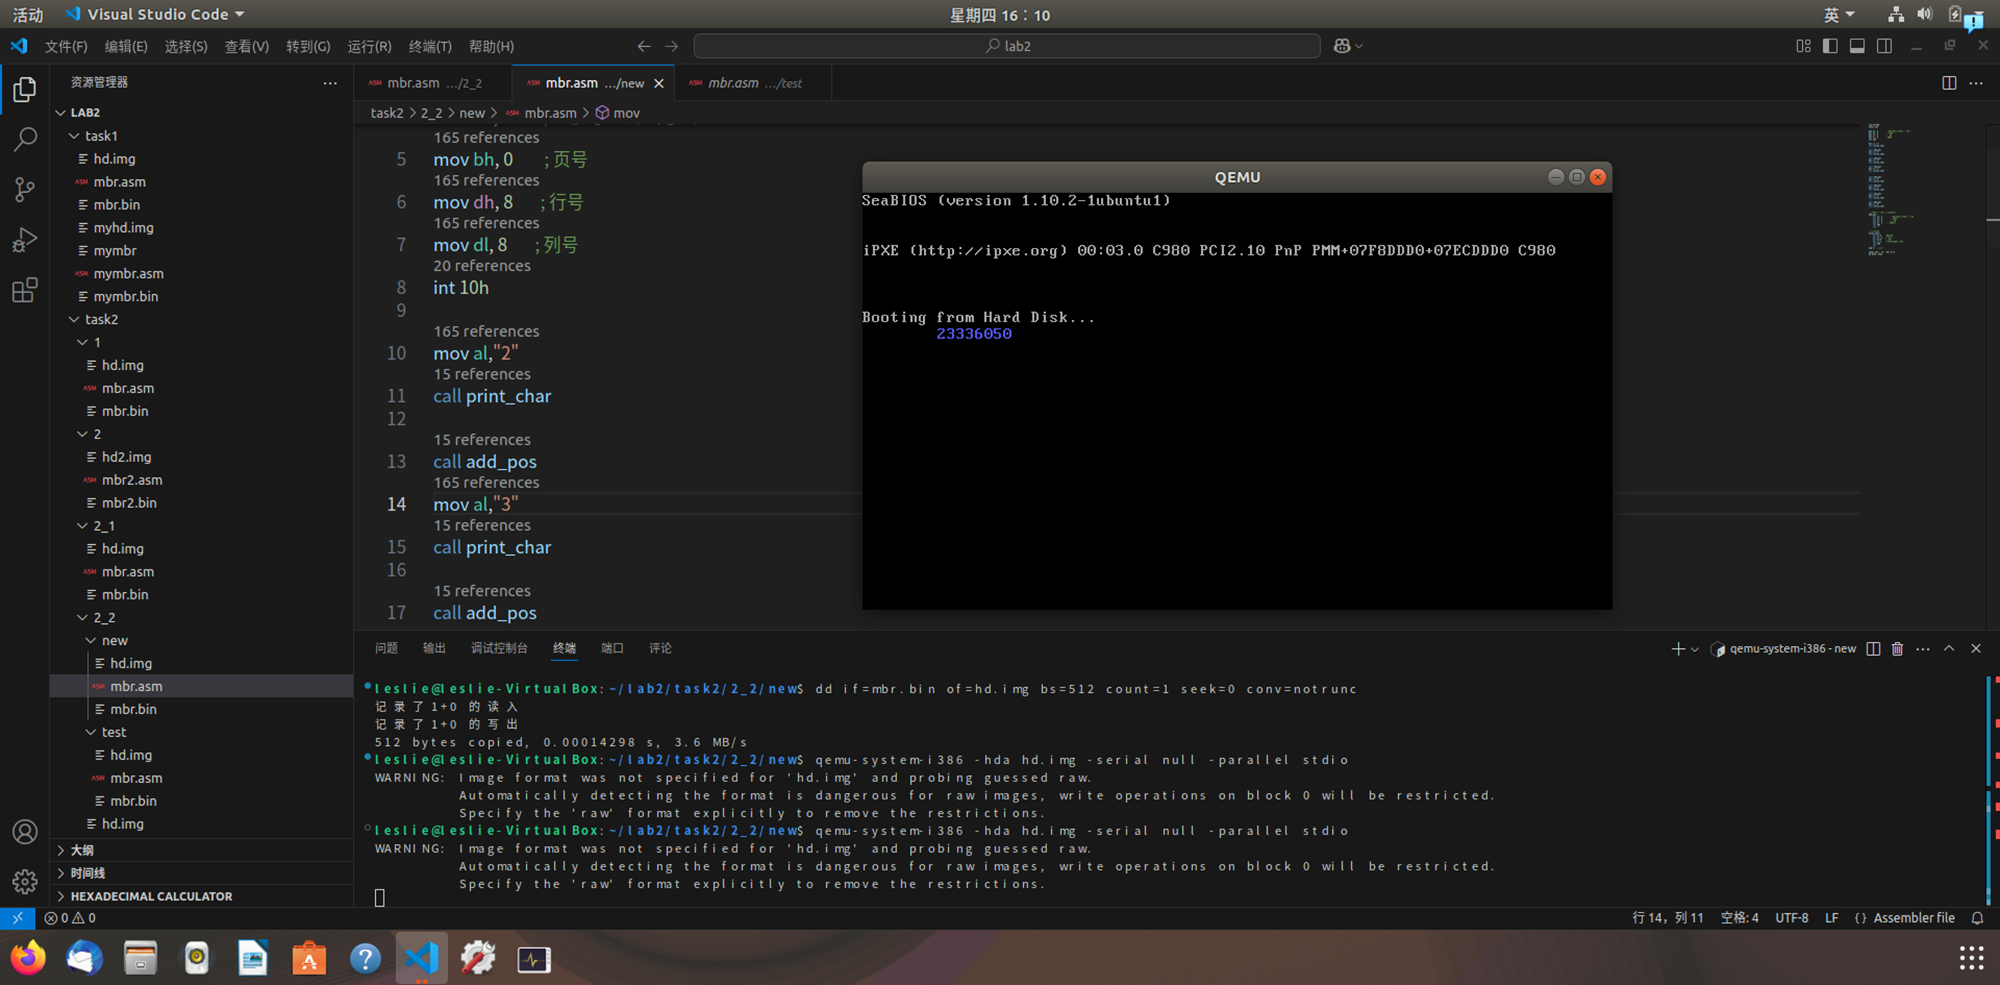 活动 Visual Studio Code 星期四 16：10 英
文件(F) 编辑(E) 选择(S) 查看(V) 转到(G) 运行(R) 终端(T) 帮助(H) lab2
资源管理器
LAB2
task1
hd.img
ASM mbr.asm
mbr.bin
myhd.img
mymbr
ASM mymbr.asm
mymbr.bin
task2
1
hd.img
ASM mbr.asm
mbr.bin
2
hd2.img
ASM mbr2.asm
mbr2.bin
2_1
hd.img
ASM mbr.asm
mbr.bin
2_2
new
hd.img
ASM mbr.asm
mbr.bin
test
hd.img
ASM mbr.asm
mbr.bin
hd.img
大纲
时间线
HEXADECIMAL CALCULATOR
ASM mbr.asm .../2_2
ASM mbr.asm .../new
ASM mbr.asm .../test
task2 > 2_2 > new > ASM mbr.asm > mov
165 references
5 mov bh, 0 ;页号
165 references
6 mov dh, 8 ;行号
165 references
7 mov dl, 8 ;列号
20 references
8 int 10h
9
165 references
10 mov al,"2"
15 references
11 call print_char
12
15 references
13 call add_pos
165 references
14 mov al,"3"
15 references
15 call print_char
16
15 references
17 call add_pos
QEMU
SeaBIOS (version 1.10.2-1ubuntu1)
iPXE (http://ipxe.org) 00:03.0 C980 PCI2.10 PnP PMM+07F8DDD0+07ECDDD0 C980
Booting from Hard Disk...
23336050
问题 输出 调试控制台 终端 端口 评论
qemu-system-i386 - new
leslie@leslie-VirtualBox:~/lab2/task2/2_2/new$ dd if=mbr.bin of=hd.img bs=512 count=1 seek=0 conv=notrunc
记录了1+0 的读入
记录了1+0 的写出
512 bytes copied, 0.00014298 s, 3.6 MB/s
leslie@leslie-VirtualBox:~/lab2/task2/2_2/new$ qemu-system-i386 -hda hd.img -serial null -parallel stdio
WARNING: Image format was not specified for 'hd.img' and probing guessed raw.
Automatically detecting the format is dangerous for raw images, write operations on block 0 will be restricted.
Specify the 'raw' format explicitly to remove the restrictions.
leslie@leslie-VirtualBox:~/lab2/task2/2_2/new$ qemu-system-i386 -hda hd.img -serial null -parallel stdio
WARNING: Image format was not specified for 'hd.img' and probing guessed raw.
Automatically detecting the format is dangerous for raw images, write operations on block 0 will be restricted.
Specify the 'raw' format explicitly to remove the restrictions.
0 0
行 14，列 11 空格: 4 UTF-8 LF {} Assembler file